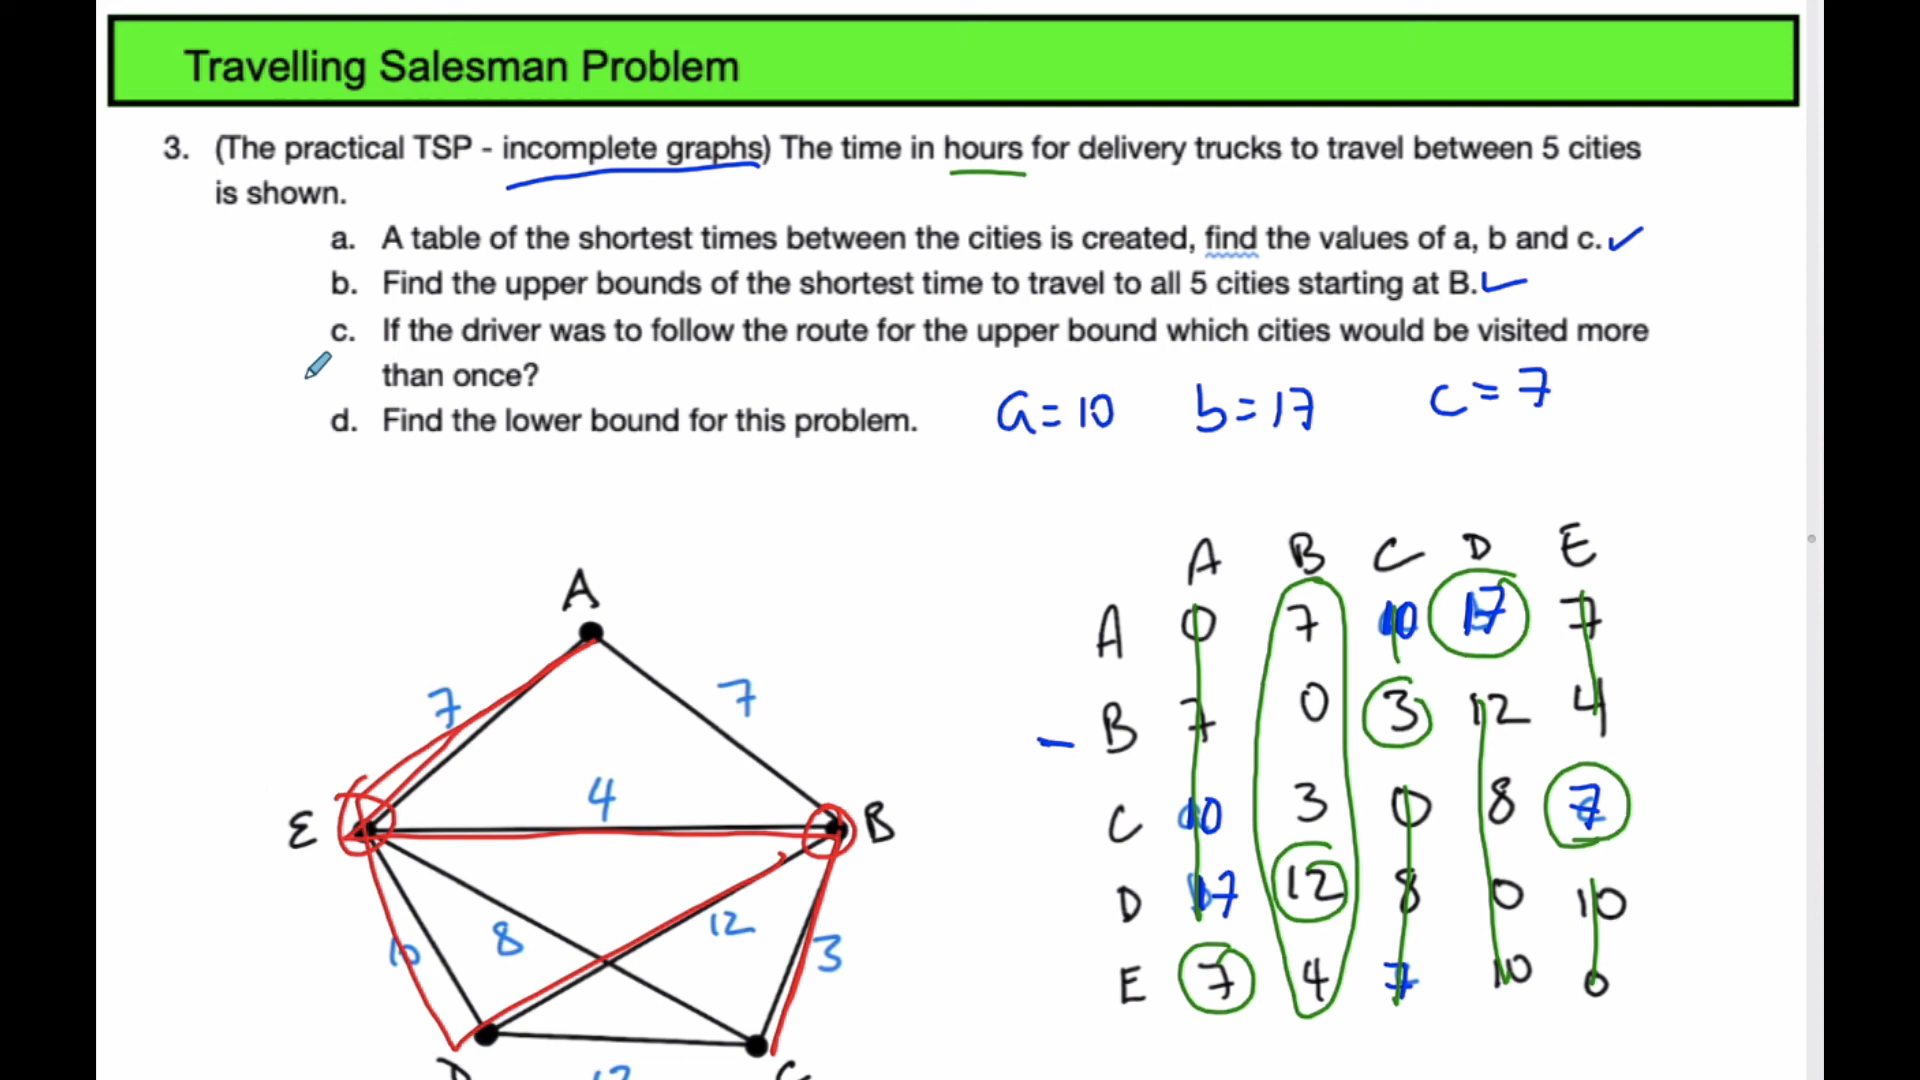 Travelling Salesman Problem
3. (The practical TSP - incomplete graphs) The time in hours for delivery trucks to travel between 5 cities
is shown.
a. A table of the shortest times between the cities is created, find the values of a, b and c.
b. Find the upper bounds of the shortest time to travel to all 5 cities starting at B.
c. If the driver was to follow the route for the upper bound which cities would be visited more
than once?
d. Find the lower bound for this problem.
a=10 b=17 c=7
A B C D E
A 0 7 10 17 7
B 7 0 3 12 4
C 10 3 0 8 7
D 17 12 8 0 10
E 7 4 7 10 0
A
7 7
E 4 B
10 8 12 3